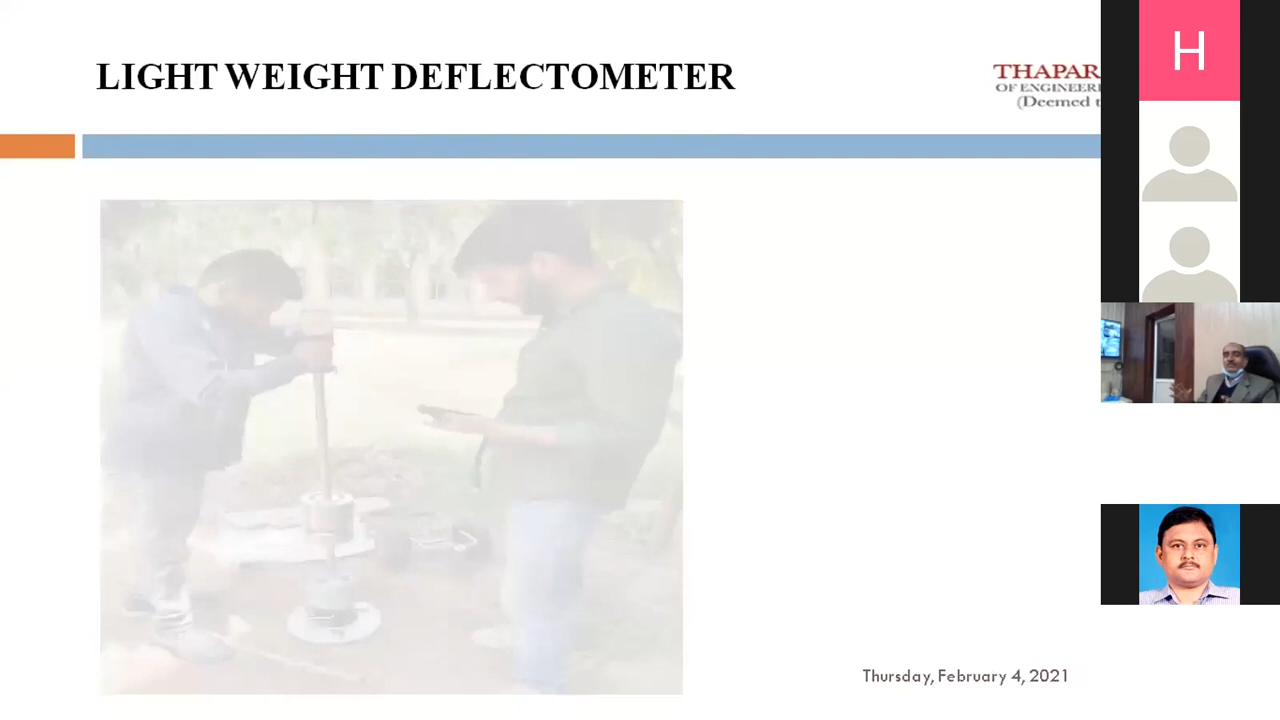 LIGHT WEIGHT DEFLECTOMETER
THAPAR
OF ENGINEERI
(Deemed t
H
Thursday, February 4, 2021